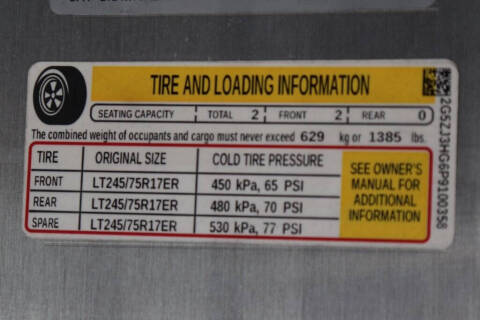 TIRE AND LOADING INFORMATION
SEATING CAPACITY TOTAL 2 FRONT 2 REAR 0
The combined weight of occupants and cargo must never exceed 629 kg or 1385 lbs.
TIRE ORIGINAL SIZE COLD TIRE PRESSURE
FRONT LT245/75R17ER 450 kPa, 65 PSI
REAR LT245/75R17ER 480 kPa, 70 PSI
SPARE LT245/75R17ER 530 kPa, 77 PSI
SEE OWNER'S
MANUAL FOR
ADDITIONAL
INFORMATION
2G5ZJ3HG6P9100358